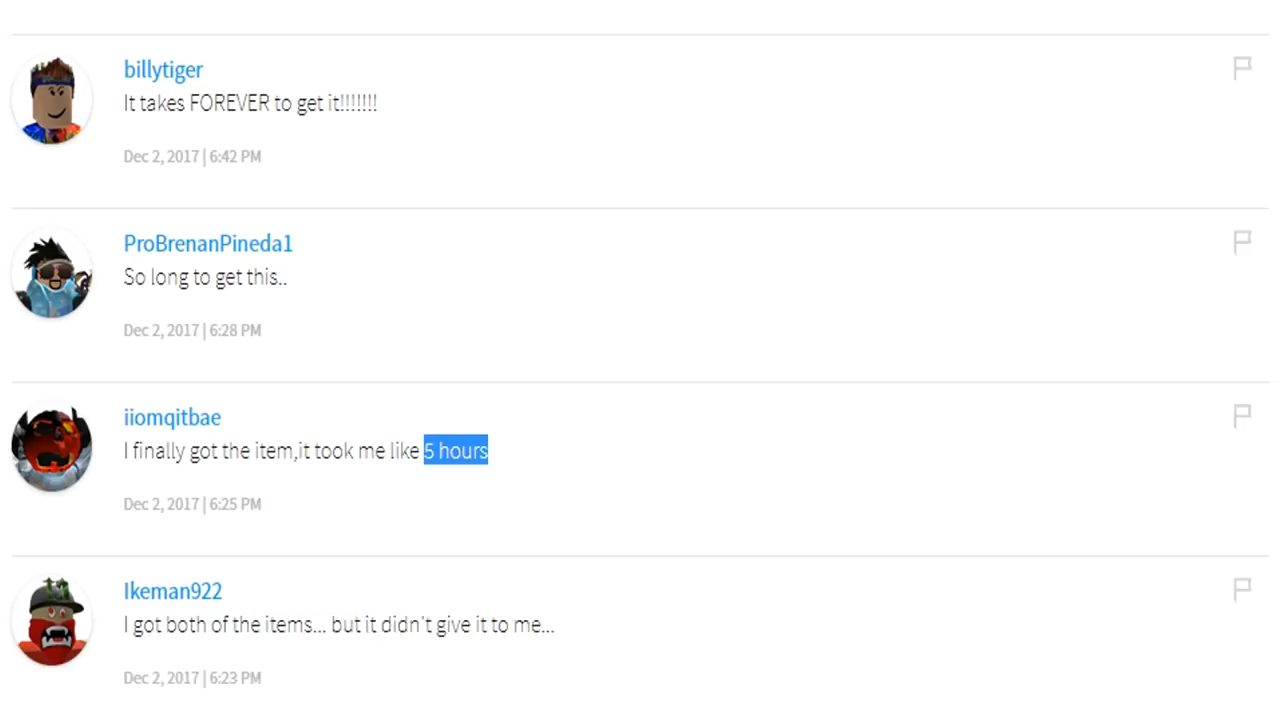 billytiger
It takes FOREVER to get it!!!!!!!
Dec 2, 2017 | 6:42 PM
ProBrenanPineda1
So long to get this..
Dec 2, 2017 | 6:28 PM
iiomqitbae
I finally got the item,it took me like 5 hours
Dec 2, 2017 | 6:25 PM
Ikeman922
I got both of the items... but it didn't give it to me...
Dec 2, 2017 | 6:23 PM